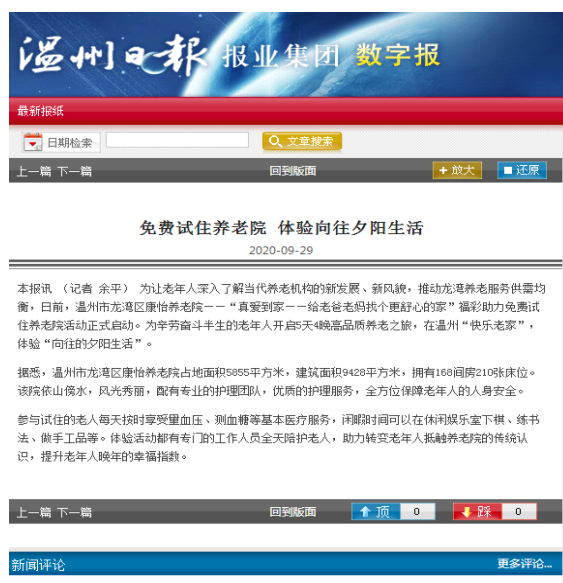 温州日报 报业集团 数字报
最新报纸
日期检索 文章搜索
上一篇 下一篇 回到版面 放大 还原
免费试住养老院 体验向往夕阳生活
2020-09-29
本报讯 （记者 余平） 为让老年人深入了解当代养老机构的新发展、新风貌，推动龙湾养老服务供需均
衡，日前，温州市龙湾区康怡养老院——“真爱到家——给老爸老妈找个更舒心的家”福彩助力免费试
住养老院活动正式启动。为辛劳奋斗半生的老年人开启5天4晚高品质养老之旅，在温州“快乐老家”，
体验“向往的夕阳生活”。
据悉，温州市龙湾区康怡养老院占地面积5855平方米，建筑面积9428平方米，拥有168间房210张床位。
该院依山傍水，风光秀丽，配有专业的护理团队，优质的护理服务，全方位保障老年人的人身安全。
参与试住的老人每天按时享受量血压、测血糖等基本医疗服务，闲暇时间可以在休闲娱乐室下棋、练书
法、做手工品等。体验活动都有专门的工作人员全天陪护老人，助力转变老年人抵触养老院的传统认
识，提升老年人晚年的幸福指数。
上一篇 下一篇 回到版面 顶 0 踩 0
新闻评论 更多评论...